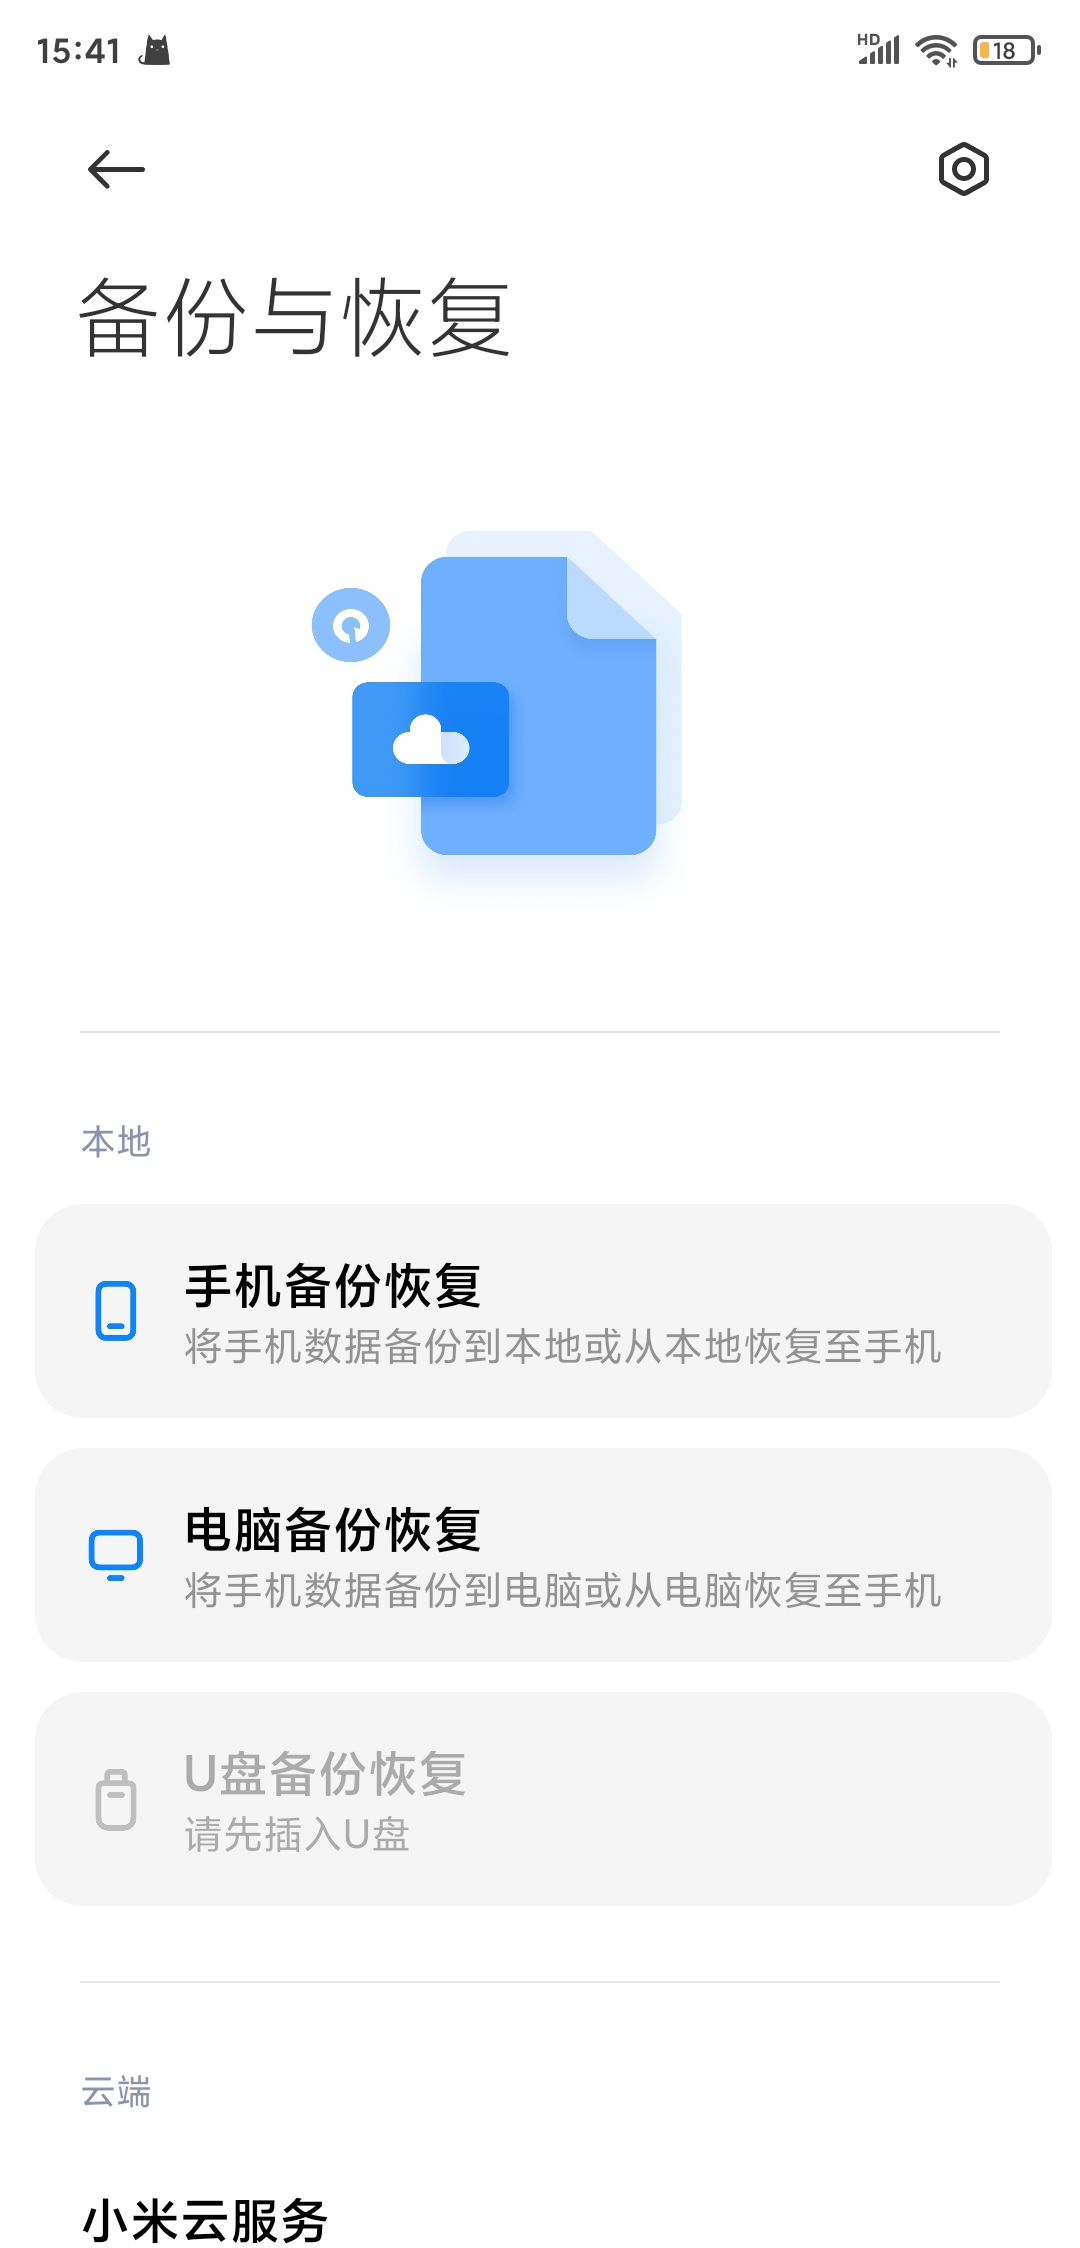 15:41
HD
18
备份与恢复
本地
手机备份恢复
将手机数据备份到本地或从本地恢复至手机
电脑备份恢复
将手机数据备份到电脑或从电脑恢复至手机
U盘备份恢复
请先插入U盘
云端
小米云服务